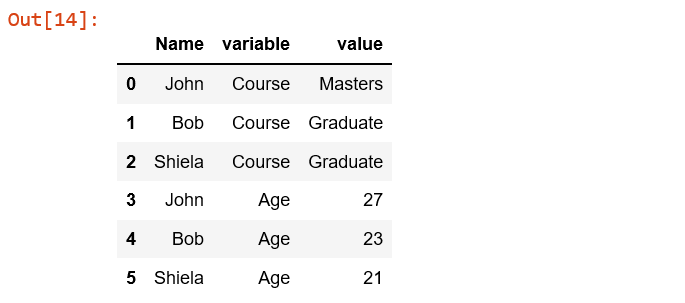 Out[14]:
Name variable value
0 John Course Masters
1 Bob Course Graduate
2 Shiela Course Graduate
3 John Age 27
4 Bob Age 23
5 Shiela Age 21